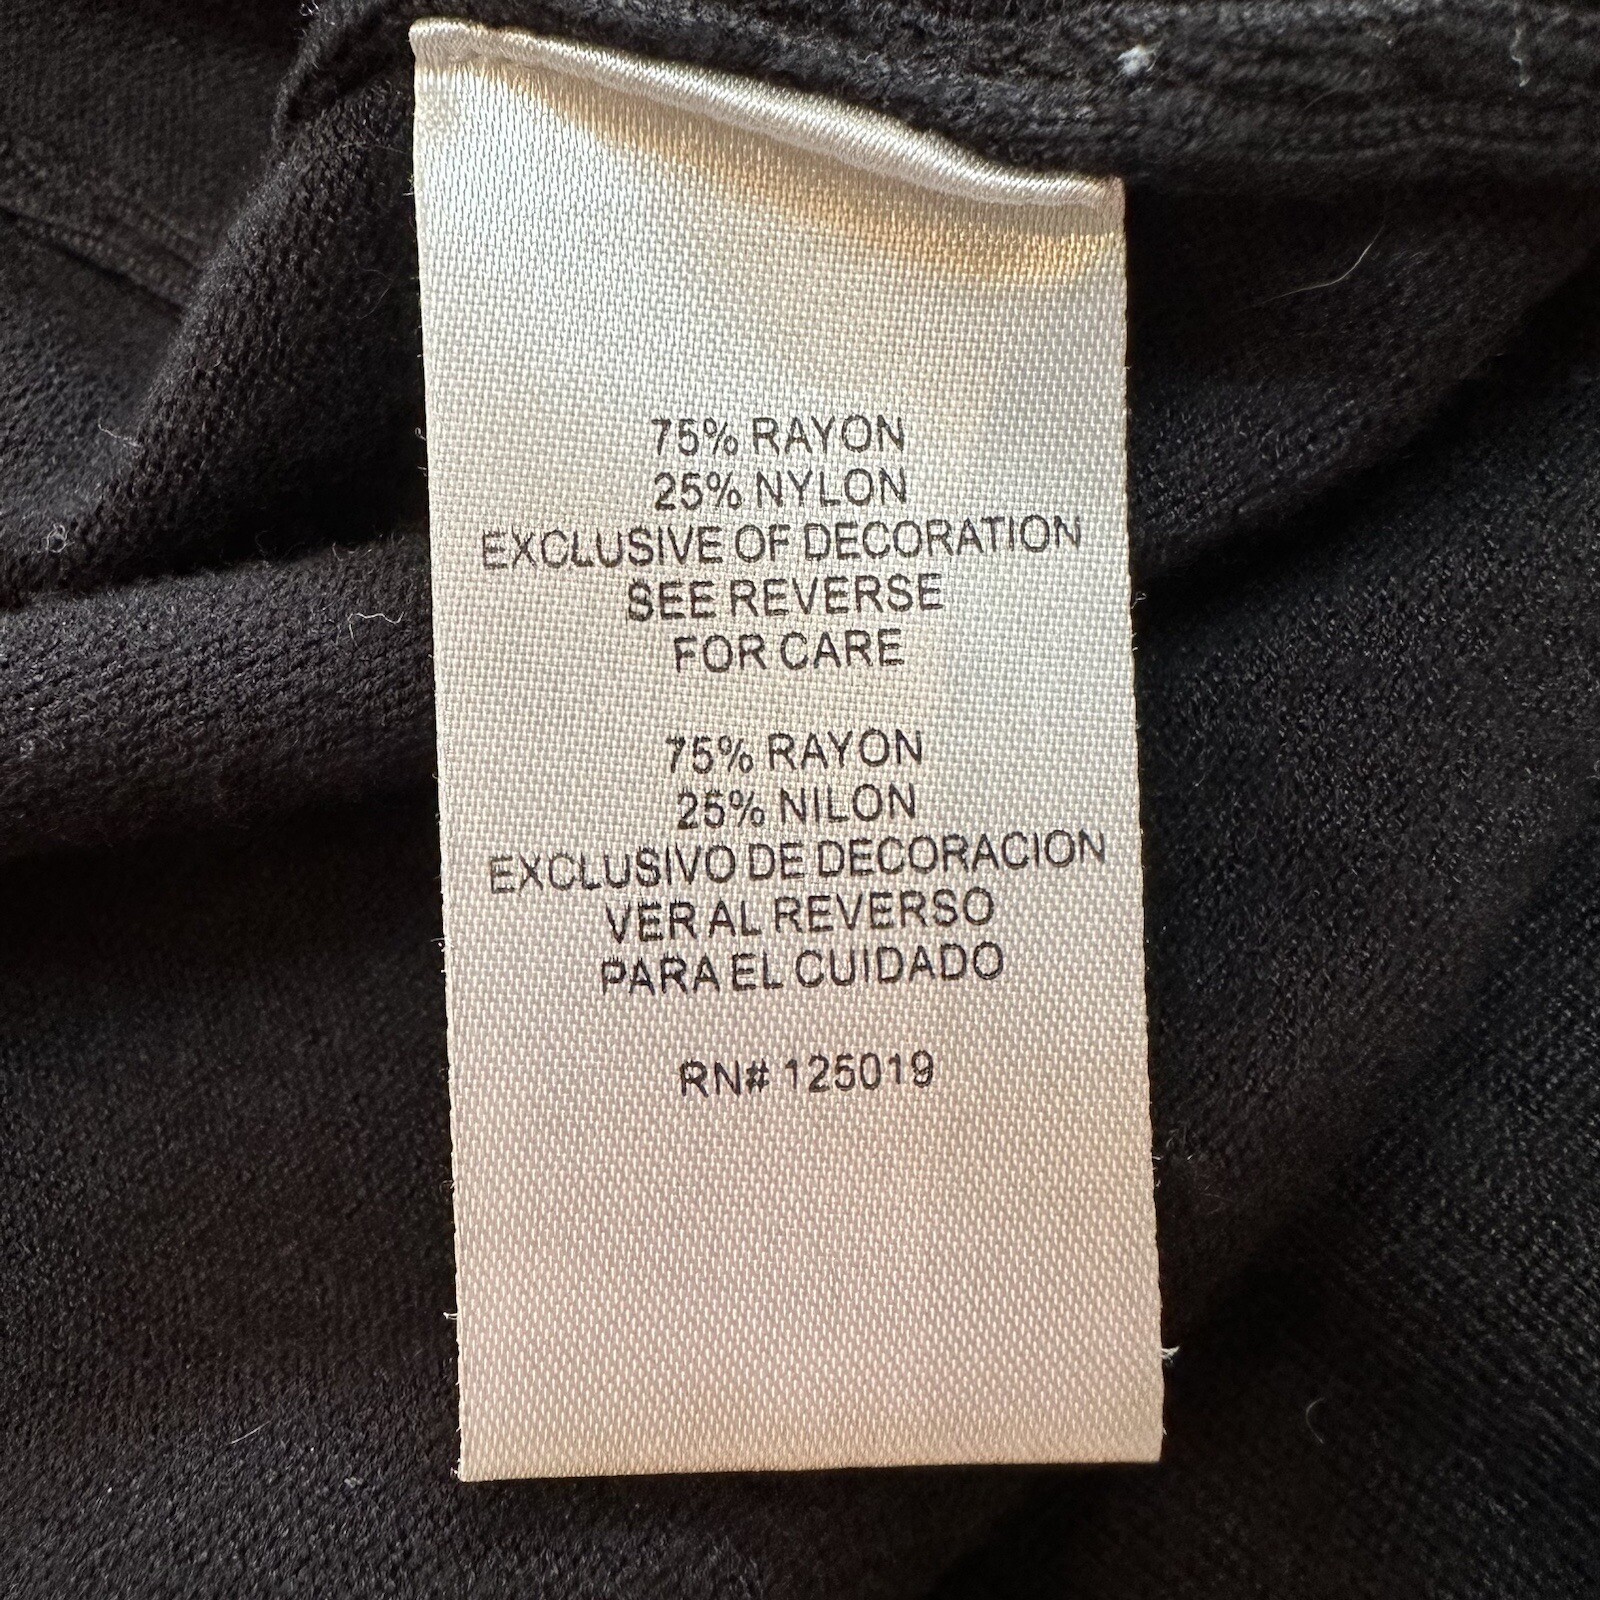 75% RAYON
25% NYLON
EXCLUSIVE OF DECORATION
SEE REVERSE
FOR CARE
75% RAYON
25% NILON
EXCLUSIVO DE DECORACION
VER AL REVERSO
PARA EL CUIDADO
RN# 125019